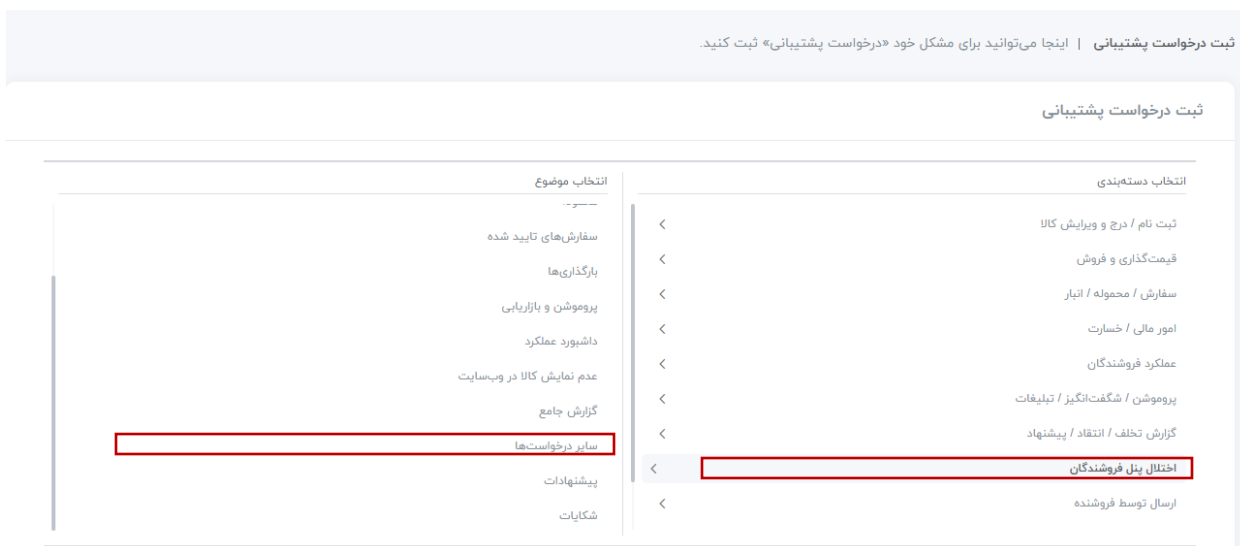 ثبت درخواست پشتیبانی | اینجا می‌توانید برای مشکل خود «درخواست پشتیبانی» ثبت کنید.
ثبت درخواست پشتیبانی
انتخاب دسته‌بندی
ثبت نام / درج و ویرایش کالا
قیمت‌گذاری و فروش
سفارش / محموله / انبار
امور مالی / خسارت
عملکرد فروشندگان
پروموشن / شگفت‌انگیز / تبلیغات
گزارش تخلف / انتقاد / پیشنهاد
اختلال پنل فروشندگان
ارسال توسط فروشنده
انتخاب موضوع
سفارش‌های تایید شده
بارگذاری‌ها
پروموشن و بازاریابی
داشبورد عملکرد
عدم نمایش کالا در وب‌سایت
گزارش جامع
سایر درخواست‌ها
پیشنهادات
شکایات